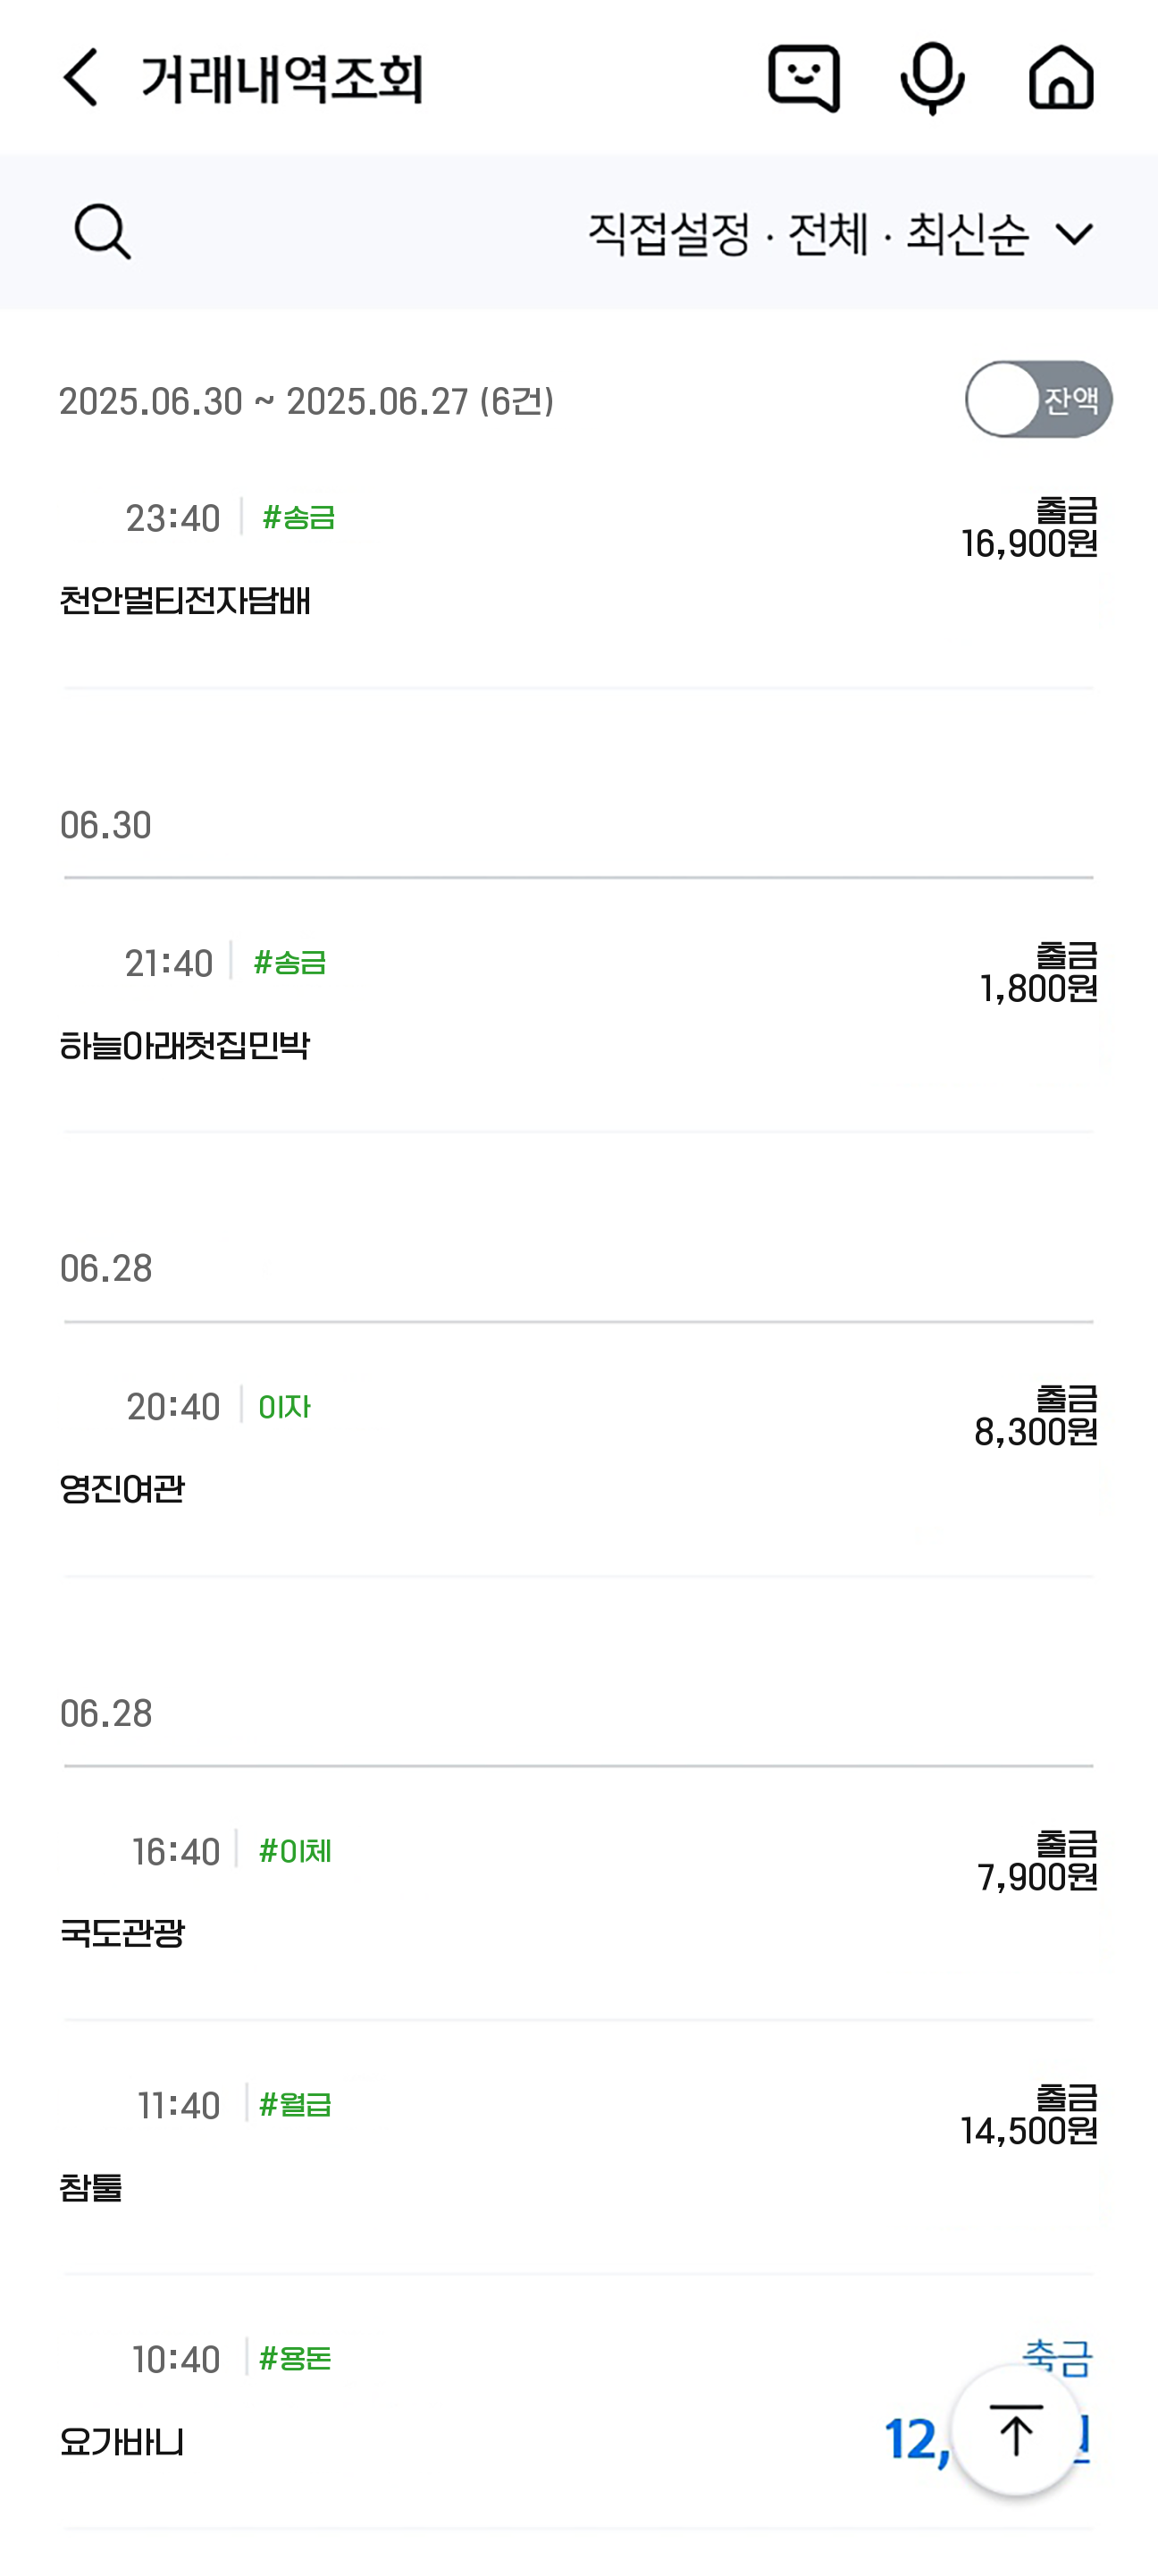 거래내역조회
직접설정 · 전체 · 최신순
2025.06.30 ~ 2025.06.27 (6건)
잔액
23:40 #송금
출금
16,900원
천안멀티전자담배
06.30
21:40 #송금
출금
1,800원
하늘아래첫집민박
06.28
20:40 이자
출금
8,300원
영진여관
06.28
16:40 #이체
출금
7,900원
국도관광
11:40 #월급
출금
14,500원
참툴
10:40 #용돈
요가바니
12,